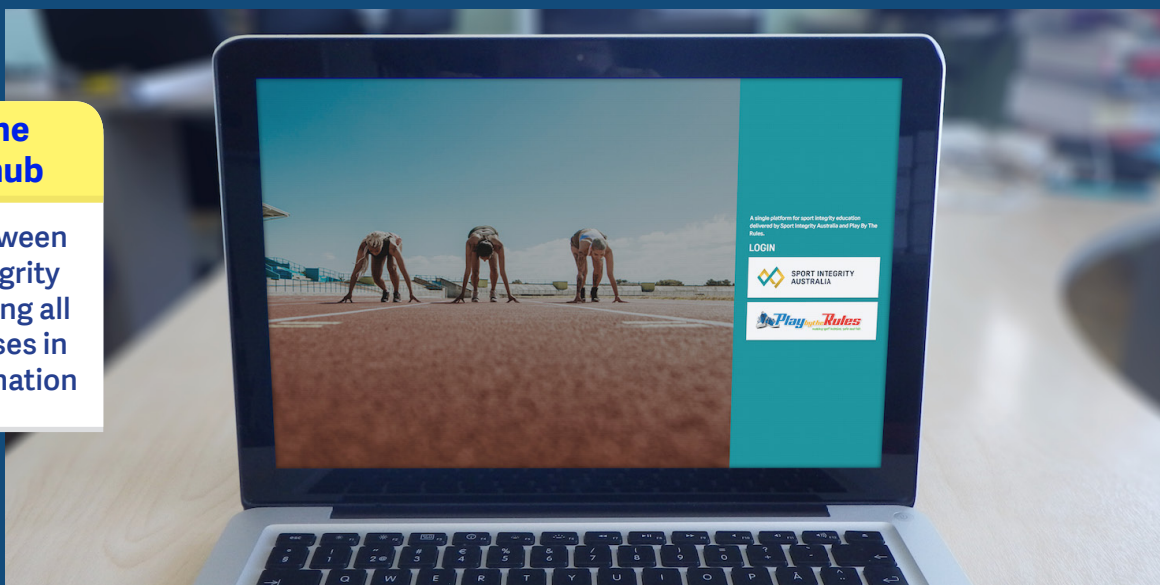 ne
hub
ween
grity
ng all
ses in
nation
A single platform for sport integrity education
delivered by Sport Integrity Australia and Play By The
Rules.
LOGIN
SPORT INTEGRITY
AUSTRALIA
Play by the Rules
Q W E R T Y U I O P Å